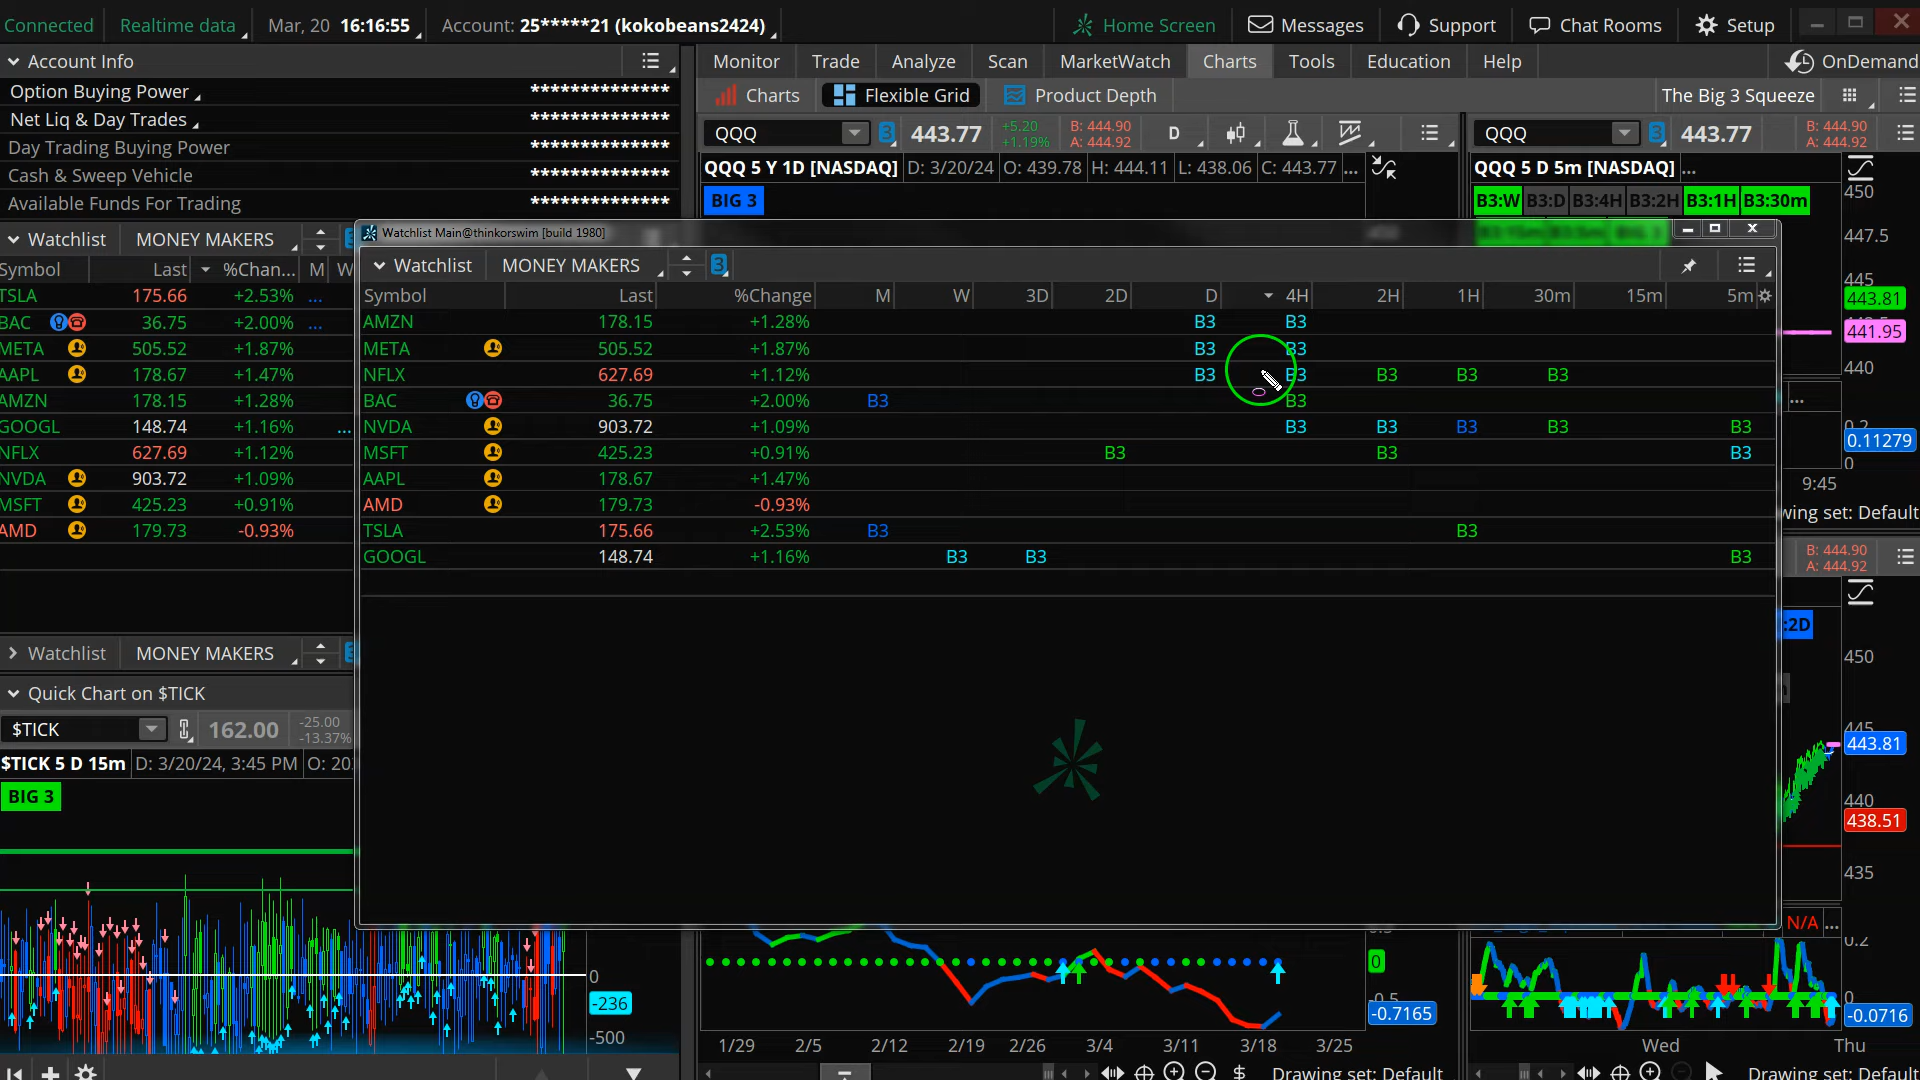 Connected Realtime data Mar, 20 16:16:55 Account: 25*****21 (kokobeans2424) Home Screen Messages Support Chat Rooms Setup
Account Info Monitor Trade Analyze Scan MarketWatch Charts Tools Education Help OnDemand
Option Buying Power ************** Charts Flexible Grid Product Depth The Big 3 Squeeze
Net Liq & Day Trades **************
Day Trading Buying Power **************
Cash & Sweep Vehicle **************
Available Funds For Trading **************
QQQ 3 443.77 +5.20 +1.19% B: 444.90 A: 444.92 D
QQQ 3 443.77 B: 444.90 A: 444.92
QQQ 5 Y 1D [NASDAQ] D: 3/20/24 O: 439.78 H: 444.11 L: 438.06 C: 443.77 ...
QQQ 5 D 5m [NASDAQ] ...
BIG 3
B3:W B3:D B3:4H B3:2H B3:1H B3:30m
Watchlist MONEY MAKERS
Symbol Last %Chan... M W
TSLA 175.66 +2.53% ...
BAC 36.75 +2.00% ...
META 505.52 +1.87%
AAPL 178.67 +1.47%
AMZN 178.15 +1.28%
GOOGL 148.74 +1.16% ...
NFLX 627.69 +1.12%
NVDA 903.72 +1.09%
MSFT 425.23 +0.91%
AMD 179.73 -0.93%
Watchlist MONEY MAKERS
Quick Chart on $TICK
$TICK 162.00 -25.00 -13.37%
$TICK 5 D 15m D: 3/20/24, 3:45 PM O: 20
BIG 3
0
-236
-500
Watchlist Main@thinkorswim [build 1980]
Watchlist MONEY MAKERS 3
Symbol Last %Change M W 3D 2D D 4H 2H 1H 30m 15m 5m
AMZN 178.15 +1.28% B3 B3
META 505.52 +1.87% B3 B3
NFLX 627.69 +1.12% B3 B3 B3 B3 B3
BAC 36.75 +2.00% B3 B3
NVDA 903.72 +1.09% B3 B3 B3 B3 B3
MSFT 425.23 +0.91% B3 B3 B3
AAPL 178.67 +1.47%
AMD 179.73 -0.93%
TSLA 175.66 +2.53% B3 B3
GOOGL 148.74 +1.16% B3 B3 B3
450
447.5
445
443.81
441.95
440
...
0.11279
0
9:45
wing set: Default
B: 444.90
A: 444.92
:2D
450
445
443.81
440
438.51
435
N/A ...
0.2
0
-0.0716
0
-0.5
-0.7165
1/29 2/5 2/12 2/19 2/26 3/4 3/11 3/18 3/25
Wed Thu
$ Drawing set: Default
Drawing set: Default